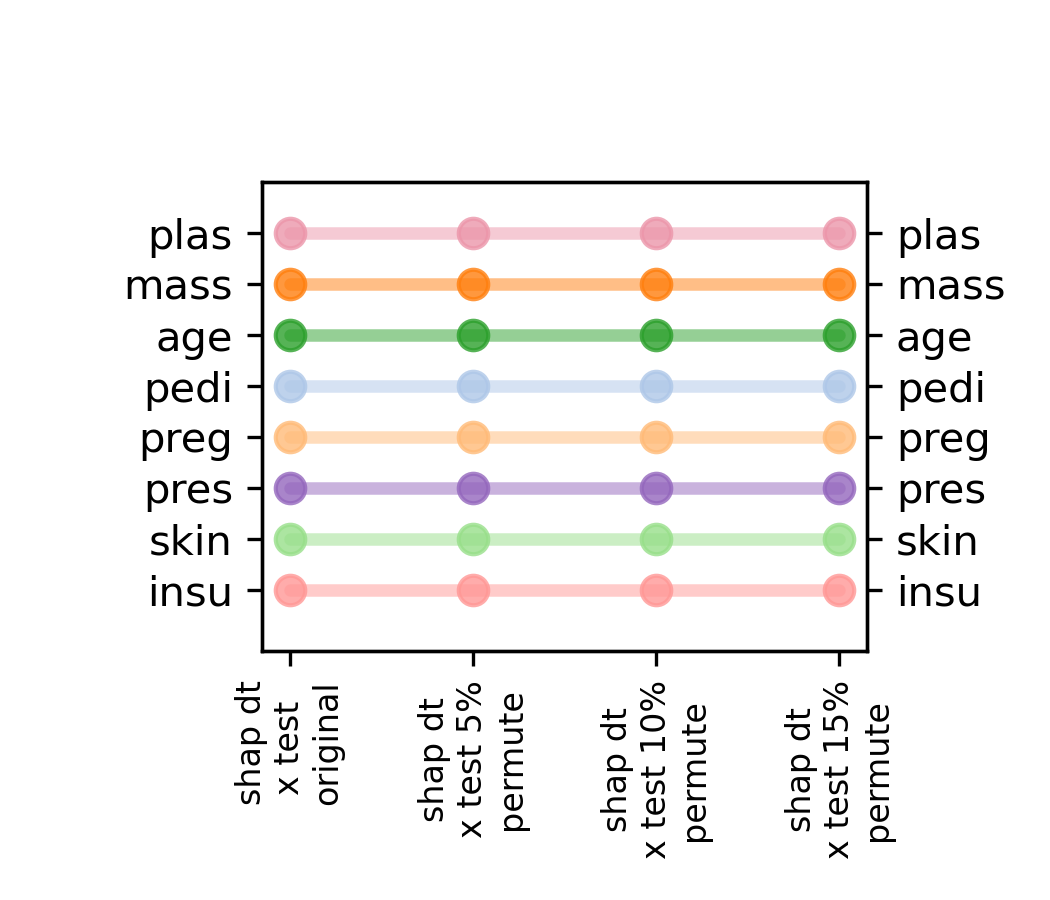 plas
mass
age
pedi
preg
pres
skin
insu
plas
mass
age
pedi
preg
pres
skin
insu
shap dt
x test
original
shap dt
x test 5%
permute
shap dt
x test 10%
permute
shap dt
x test 15%
permute